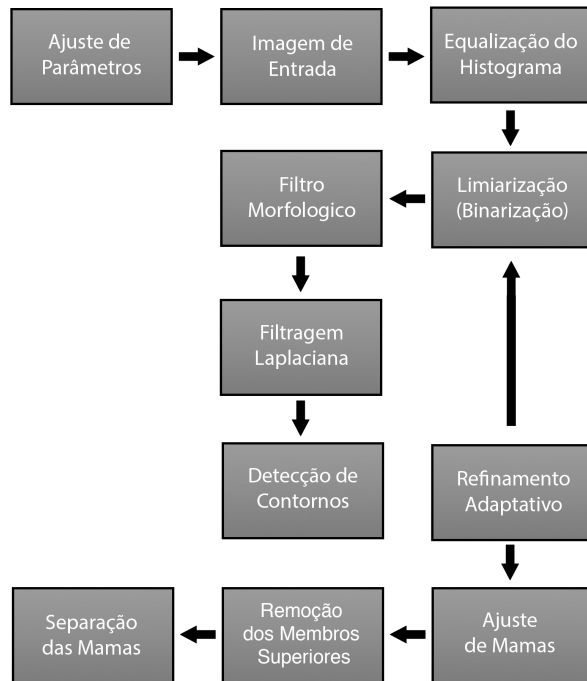 Ajuste de
Parâmetros
Imagem de
Entrada
Equalização do
Histograma
Filtro
Morfologico
Limiarização
(Binarização)
Filtragem
Laplaciana
Detecção de
Contornos
Refinamento
Adaptativo
Separação
das Mamas
Remoção
dos Membros
Superiores
Ajuste
de Mamas